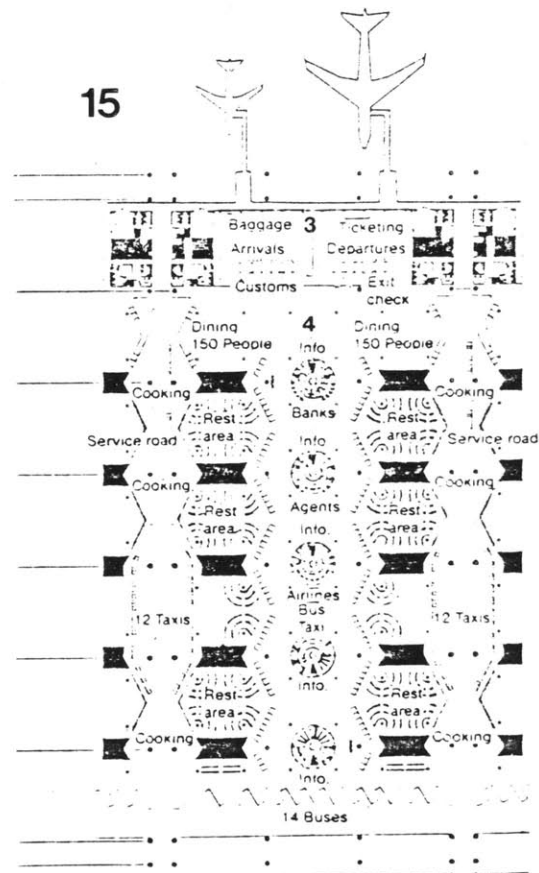 15
Baggage 3 Ticketing
Arrivals Departures
Customs Exit
check
Dining 4 Dining
150 People Info 150 People
Cooking Cooking
Banks
Rest Rest
area area
Service road Info Service road
Cooking Cooking
Agents
Rest Rest
area Info. area
Airlines
Bus
12 Taxis Taxi 12 Taxis
Info.
Rest Rest
area area
Cooking Cooking
Info.
14 Buses